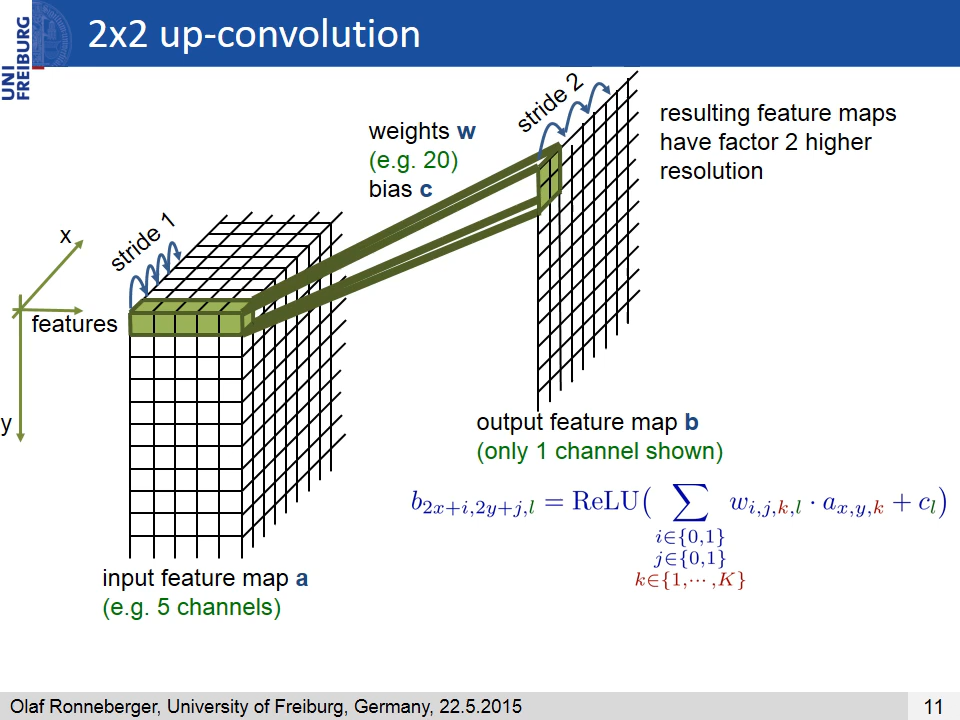 UNI
FREIBURG
2x2 up-convolution
stride 2
resulting feature maps
have factor 2 higher
resolution
weights w
(e.g. 20)
bias c
x
stride 1
features
y
output feature map b
(only 1 channel shown)
b_{2x+i,2y+j,l} = ReLU( ∑ w_{i,j,k,l} · a_{x,y,k} + c_l )
i∈{0,1}
j∈{0,1}
k∈{1,⋯,K}
input feature map a
(e.g. 5 channels)
Olaf Ronneberger, University of Freiburg, Germany, 22.5.2015
11